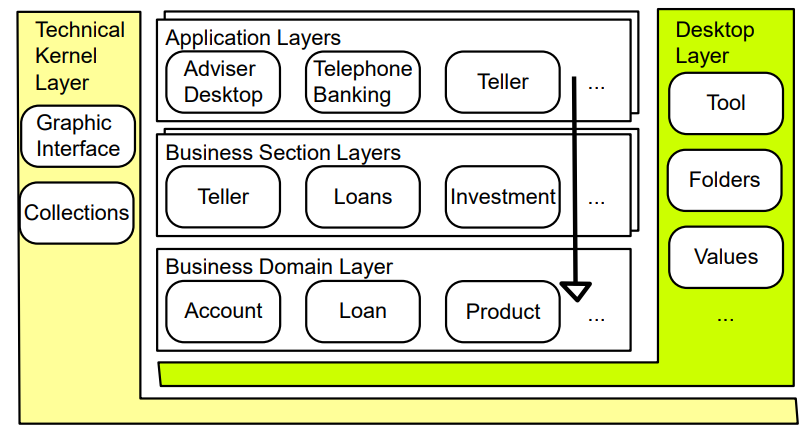 Technical
Kernel
Layer
Graphic
Interface
Collections
Application Layers
Adviser
Desktop
Telephone
Banking
Teller
...
Business Section Layers
Teller
Loans
Investment
...
Business Domain Layer
Account
Loan
Product
...
Desktop
Layer
Tool
Folders
Values
...